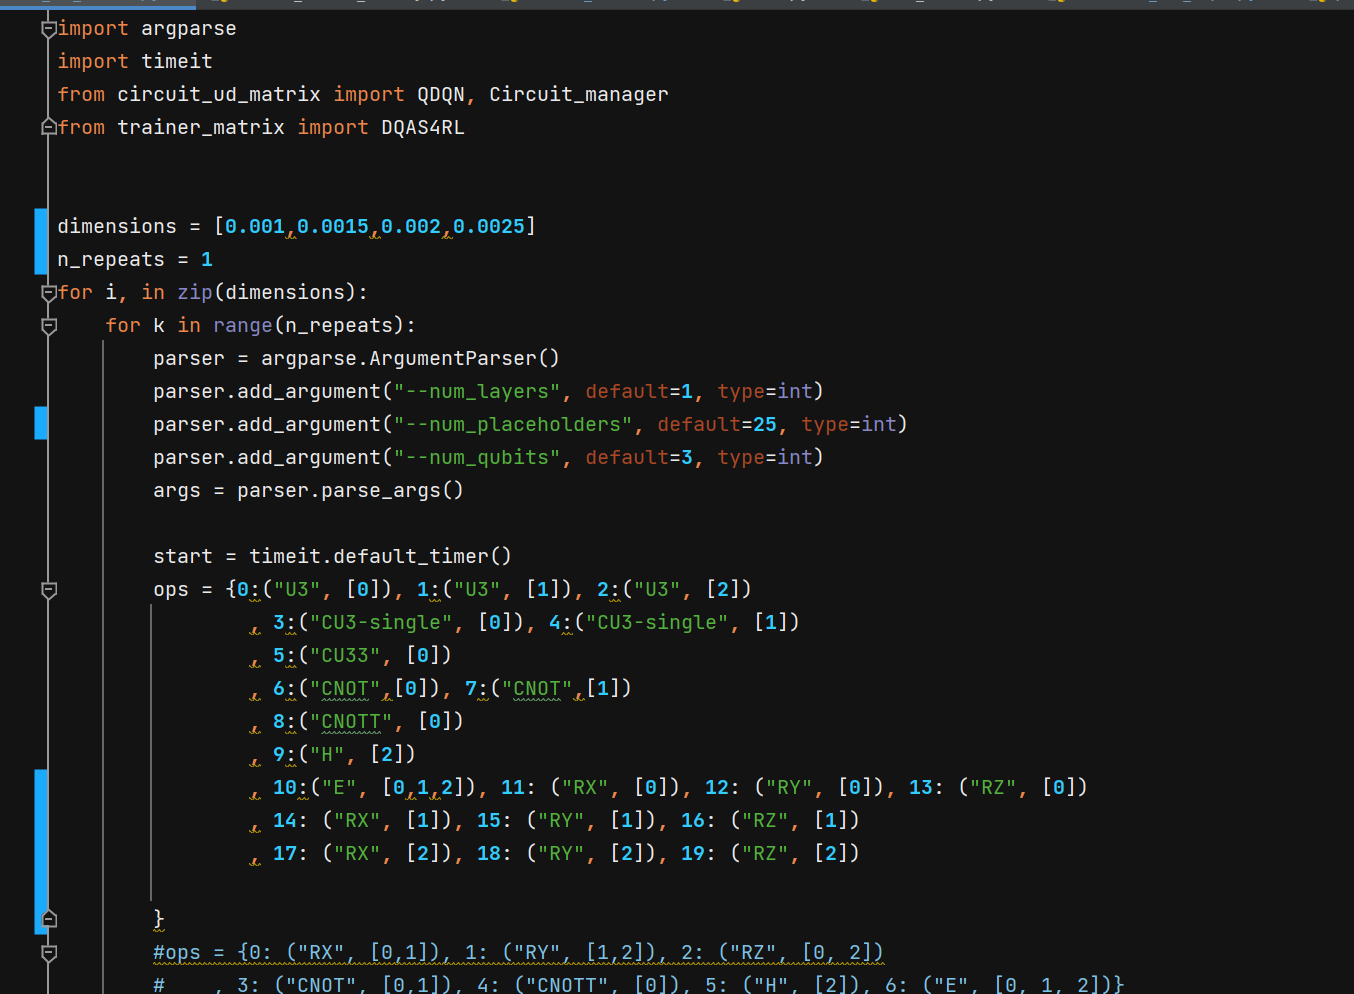 import argparse
import timeit
from circuit_ud_matrix import QDQN, Circuit_manager
from trainer_matrix import DQAS4RL
dimensions = [0.001,0.0015,0.002,0.0025]
n_repeats = 1
for i, in zip(dimensions):
    for k in range(n_repeats):
        parser = argparse.ArgumentParser()
        parser.add_argument("--num_layers", default=1, type=int)
        parser.add_argument("--num_placeholders", default=25, type=int)
        parser.add_argument("--num_qubits", default=3, type=int)
        args = parser.parse_args()
        start = timeit.default_timer()
        ops = {0:("U3", [0]), 1:("U3", [1]), 2:("U3", [2])
                , 3:("CU3-single", [0]), 4:("CU3-single", [1])
                , 5:("CU33", [0])
                , 6:("CNOT",[0]), 7:("CNOT",[1])
                , 8:("CNOTT", [0])
                , 9:("H", [2])
                , 10:("E", [0,1,2]), 11: ("RX", [0]), 12: ("RY", [0]), 13: ("RZ", [0])
                , 14: ("RX", [1]), 15: ("RY", [1]), 16: ("RZ", [1])
                , 17: ("RX", [2]), 18: ("RY", [2]), 19: ("RZ", [2])
        }
        #ops = {0: ("RX", [0,1]), 1: ("RY", [1,2]), 2: ("RZ", [0, 2])
        #    , 3: ("CNOT", [0,1]), 4: ("CNOTT", [0]), 5: ("H", [2]), 6: ("E", [0, 1, 2])}